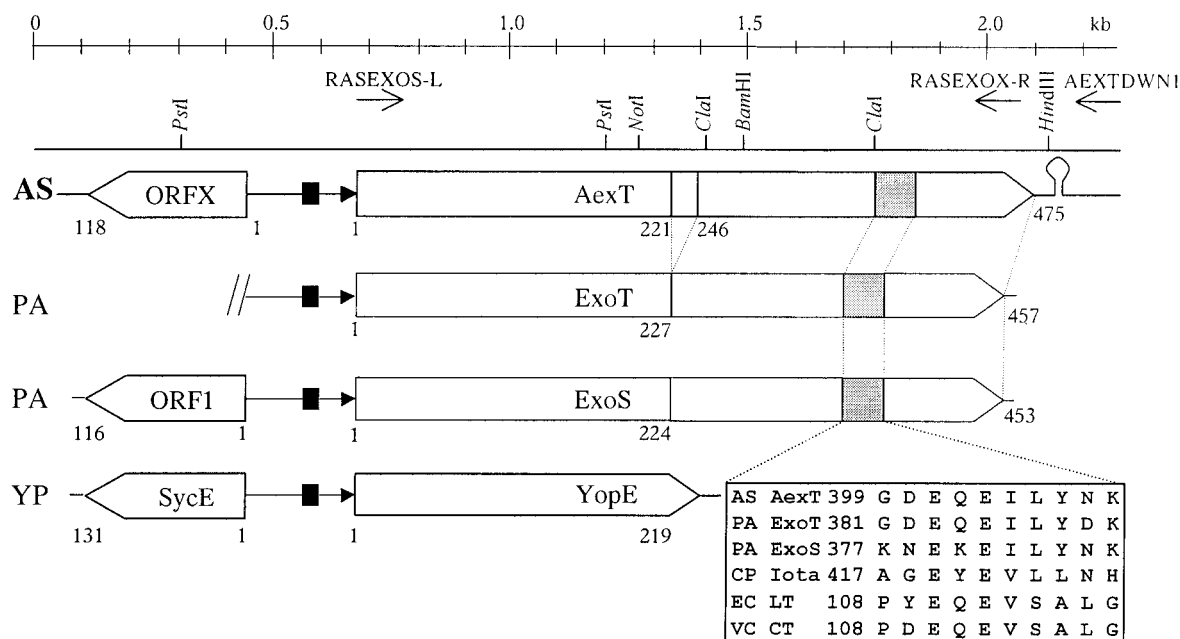 0 0.5 1.0 1.5 2.0 kb
RASEXOS-L RASEXOX-R AEXTDWN1
PstI PstI NotI ClaI BamHI ClaI HindIII
AS ORFX AexT
118 1 1 221 246 475
PA ExoT
1 227 457
PA ORF1 ExoS
116 1 1 224 453
YP SycE YopE
131 1 1 219
AS AexT 399 G D E Q E I L Y N K
PA ExoT 381 G D E Q E I L Y D K
PA ExoS 377 K N E K E I L Y N K
CP Iota 417 A G E Y E V L L N H
EC LT 108 P Y E Q E V S A L G
VC CT 108 P D E Q E V S A L G